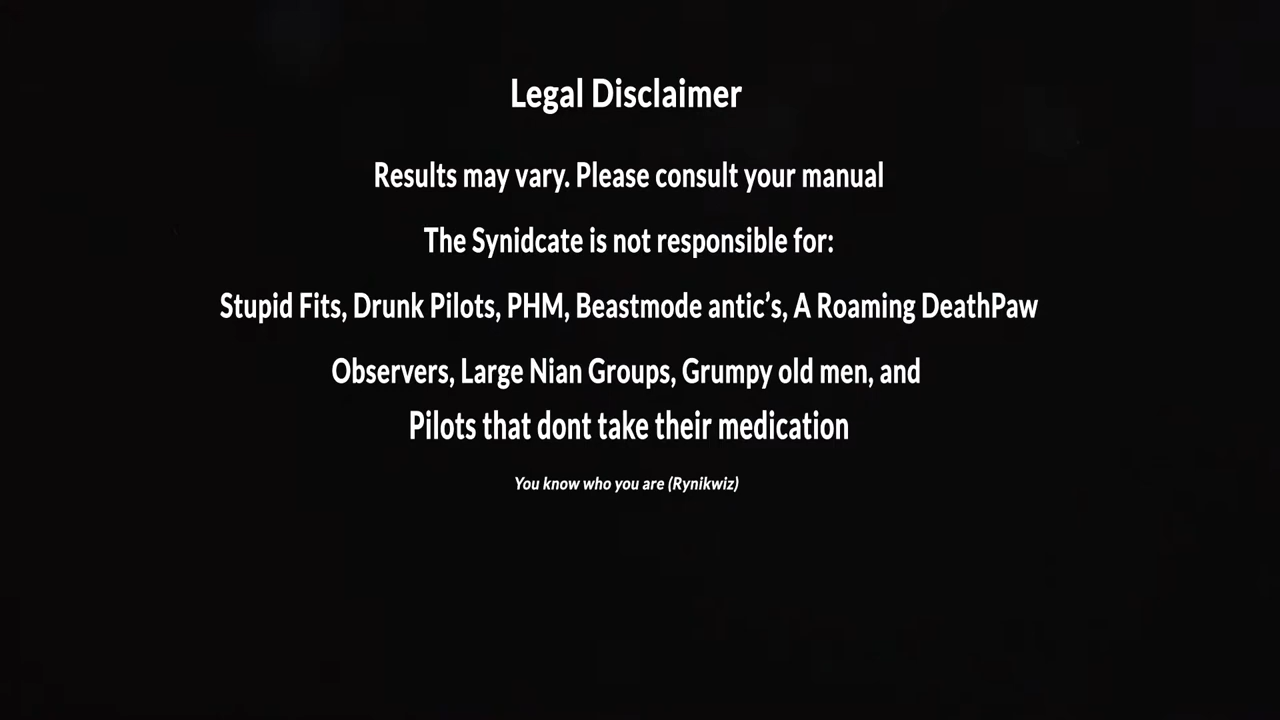 Legal Disclaimer
Results may vary. Please consult your manual
The Synidcate is not responsible for:
Stupid Fits, Drunk Pilots, PHM, Beastmode antic’s, A Roaming DeathPaw
Observers, Large Nian Groups, Grumpy old men, and
Pilots that dont take their medication
You know who you are (Rynikwiz)